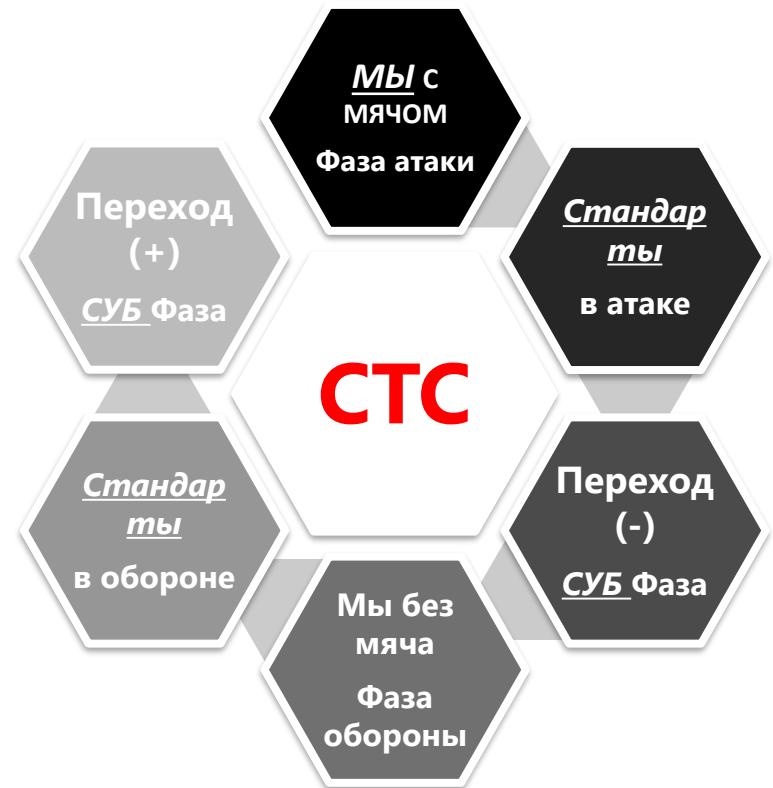 МЫ с
мячом
Фаза атаки
Стандар
ты
в атаке
Переход
(-)
СУБ Фаза
Мы без
мяча
Фаза
обороны
Стандар
ты
в обороне
Переход
(+)
СУБ Фаза
СТС